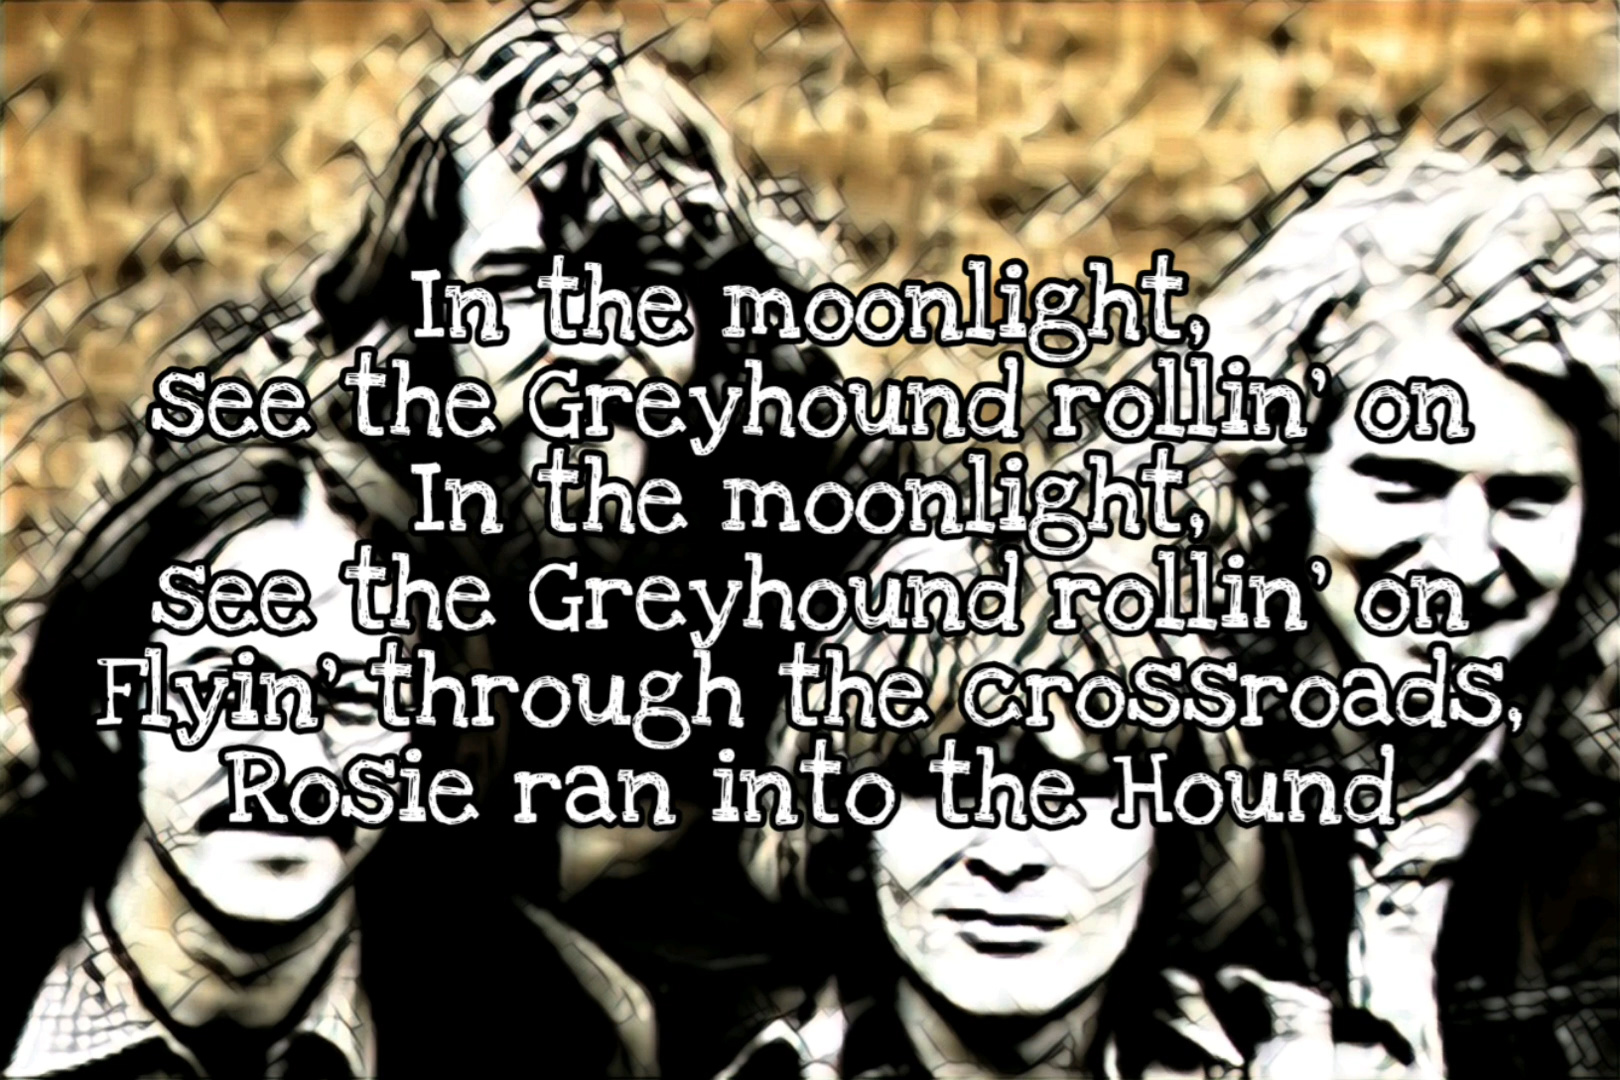 In the moonlight,
see the Greyhound rollin' on
In the moonlight,
see the Greyhound rollin' on
Flyin' through the crossroads,
Rosie ran into the Hound